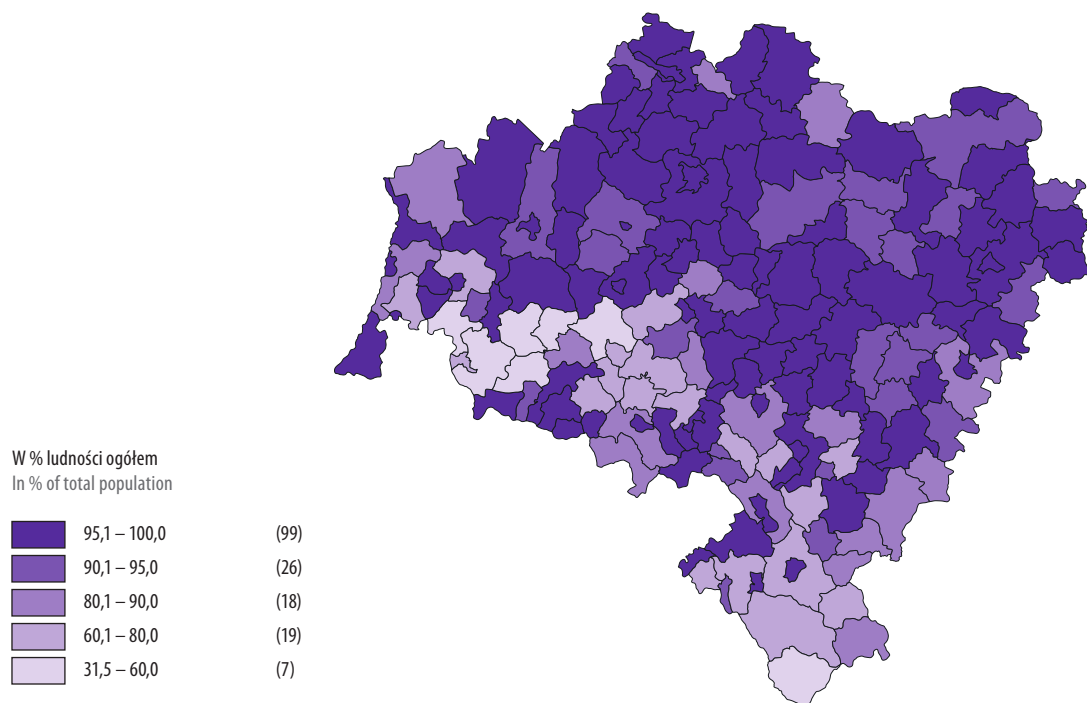 W % ludności ogółem
In % of total population
95,1 – 100,0 (99)
90,1 – 95,0 (26)
80,1 – 90,0 (18)
60,1 – 80,0 (19)
31,5 – 60,0 (7)